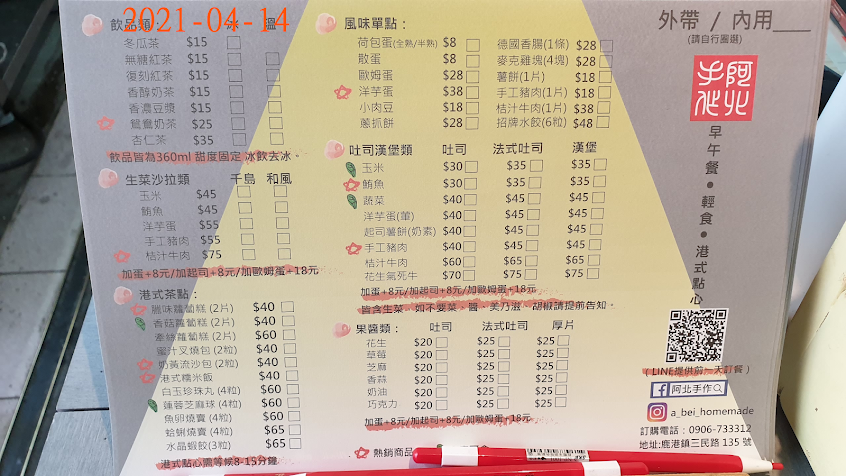 2021-04-14
飲品類：冰 溫
冬瓜茶 $15
無糖紅茶 $15
復刻紅茶 $15
香醇奶茶 $15
香濃豆漿 $15
鴛鴦奶茶 $25
杏仁茶 $35
飲品皆為360ml 甜度固定 冰飲去冰。
生菜沙拉類 千島 和風
玉米 $45
鮪魚 $45
洋芋蛋 $55
手工豬肉 $55
桔汁牛肉 $75
加蛋+8元/加起司+8元/加歐姆蛋+18元
港式茶點：
臘味蘿蔔糕 (2片) $40
香菇蘿蔔糕 (2片) $40
蘿蔔糕 (2片) $60
蜜汁叉燒包 (2粒) $40
奶黃流沙包 (2粒) $40
港式糯米飯 $40
白玉珍珠丸 (4粒) $60
蓮蓉芝麻球 (4粒) $60
魚卵燒賣 (4粒) $60
蛤蜊燒賣 (4粒) $65
水晶蝦餃(3粒) $65
港式點心需等候8-15分鐘
風味單點：
荷包蛋(全熟/半熟) $8
散蛋 $8
歐姆蛋 $28
洋芋蛋 $38
小肉豆 $18
蔥抓餅 $28
德國香腸(1條) $28
麥克雞塊(4塊) $28
薯餅(1片) $18
手工豬肉(1片) $18
桔汁牛肉(1片) $38
招牌水餃(6粒) $48
吐司漢堡類 吐司 法式吐司 漢堡
玉米 $30 $35 $35
鮪魚 $30 $35 $35
蔬菜 $40 $45 $45
洋芋蛋(葷) $40 $45 $45
起司薯餅(奶素) $40 $45 $45
手工豬肉 $40 $45 $45
桔汁牛肉 $60 $65 $65
花生氣死牛 $70 $75 $75
加蛋+8元/加起司+8元/加歐姆蛋+18元
皆含生菜，如不要菜、醬、美乃滋、胡椒請提前告知。
果醬類： 吐司 法式吐司 厚片
花生 $20 $25 $25
草莓 $20 $25 $25
芝麻 $20 $25 $25
香蒜 $20 $25 $25
奶油 $20 $25 $25
巧克力 $20 $25 $25
加蛋+8元/加起司+8元/加歐姆蛋+18元
熱銷商品
外帶 / 內用
(請自行圈選)
阿北手作
早午餐●輕食●港式點心
(LINE提供前一天訂餐)
阿北手作
a_bei_homemade
訂購電話：0906-733312
地址:鹿港鎮三民路 135 號